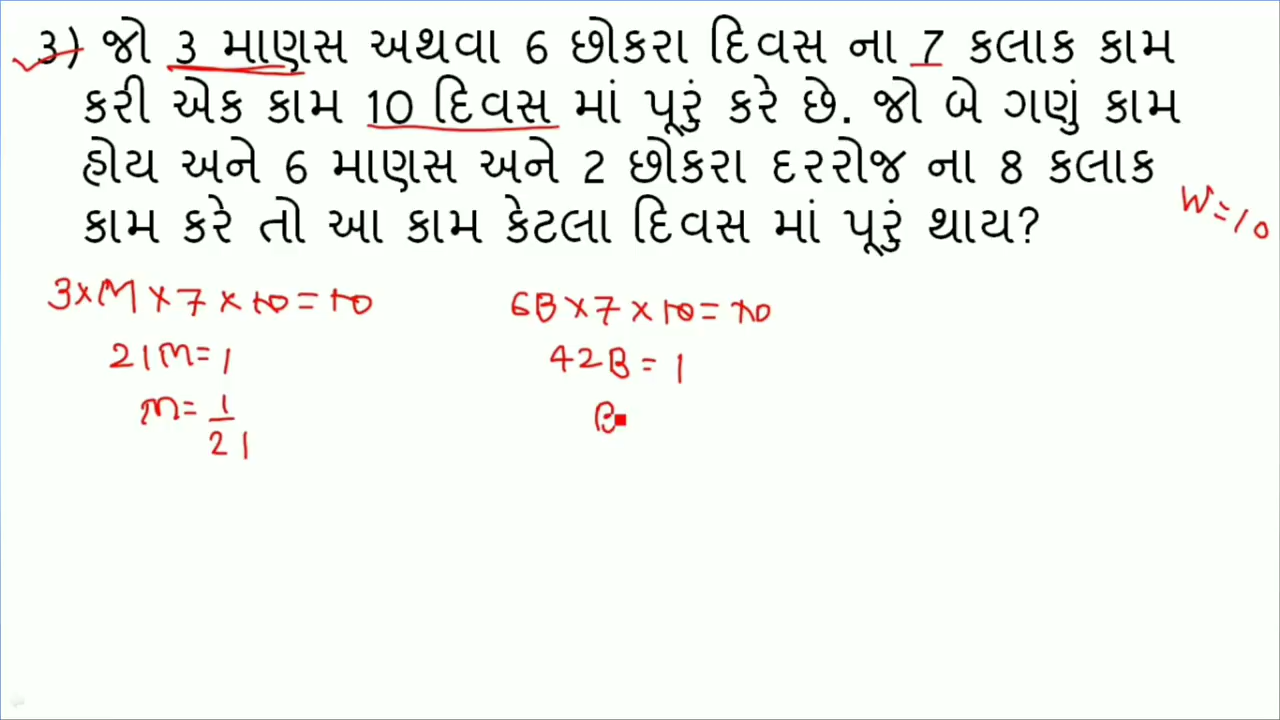 3) જો 3 માણસ અથવા 6 છોકરા દિવસ ના 7 કલાક કામ
કરી એક કામ 10 દિવસ માં પૂરું કરે છે. જો બે ગણું કામ
હોય અને 6 માણસ અને 2 છોકરા દરરોજ ના 8 કલાક
કામ કરે તો આ કામ કેટલા દિવસ માં પૂરું થાય?
W=10
3×M×7×10=10
21M=1
M=1/21
6B×7×10=10
42B=1
B